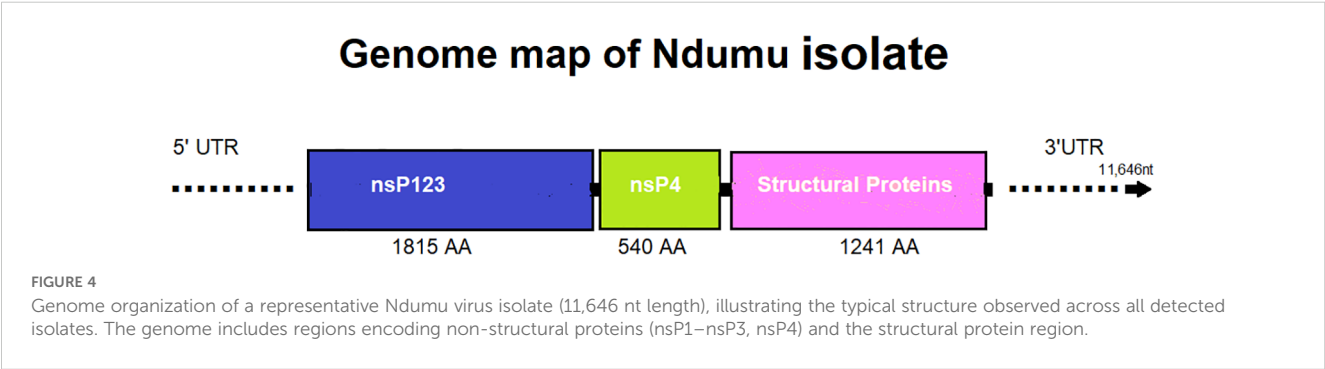 Genome map of Ndumu isolate
5' UTR
3'UTR
11,646nt
nsP123
nsP4
Structural Proteins
1815 AA
540 AA
1241 AA
FIGURE 4
Genome organization of a representative Ndumu virus isolate (11,646 nt length), illustrating the typical structure observed across all detected
isolates. The genome includes regions encoding non-structural proteins (nsP1–nsP3, nsP4) and the structural protein region.